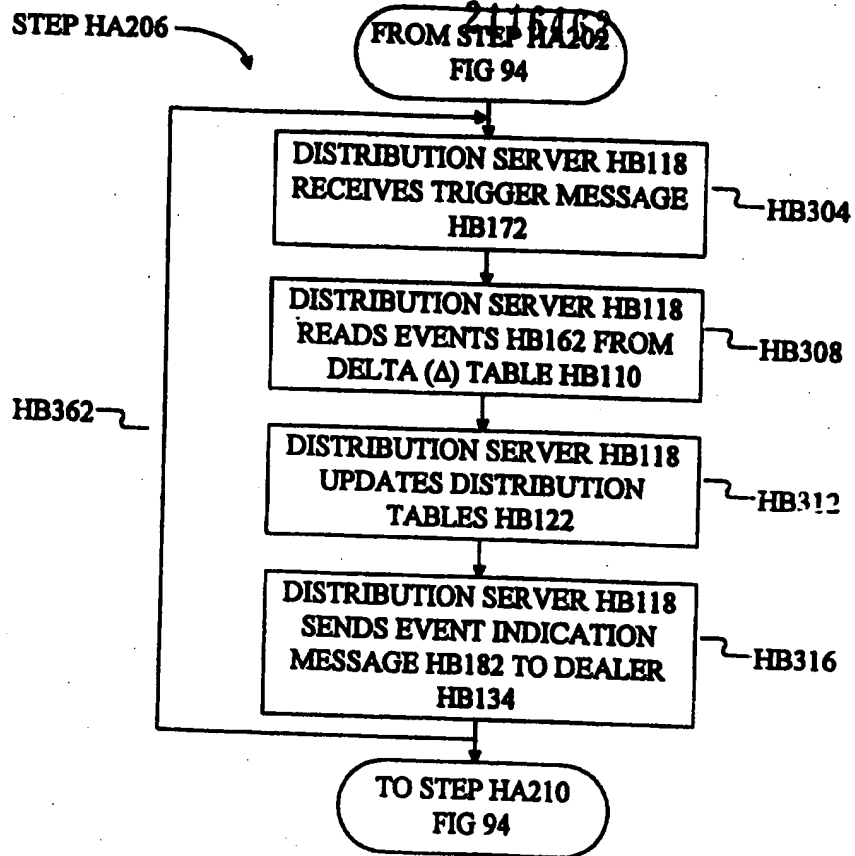 STEP HA206
FROM STEP HA202
FIG 94
DISTRIBUTION SERVER HB118
RECEIVES TRIGGER MESSAGE
HB172
HB304
DISTRIBUTION SERVER HB118
READS EVENTS HB162 FROM
DELTA (Δ) TABLE HB110
HB308
HB362
DISTRIBUTION SERVER HB118
UPDATES DISTRIBUTION
TABLES HB122
HB312
DISTRIBUTION SERVER HB118
SENDS EVENT INDICATION
MESSAGE HB182 TO DEALER
HB134
HB316
TO STEP HA210
FIG 94